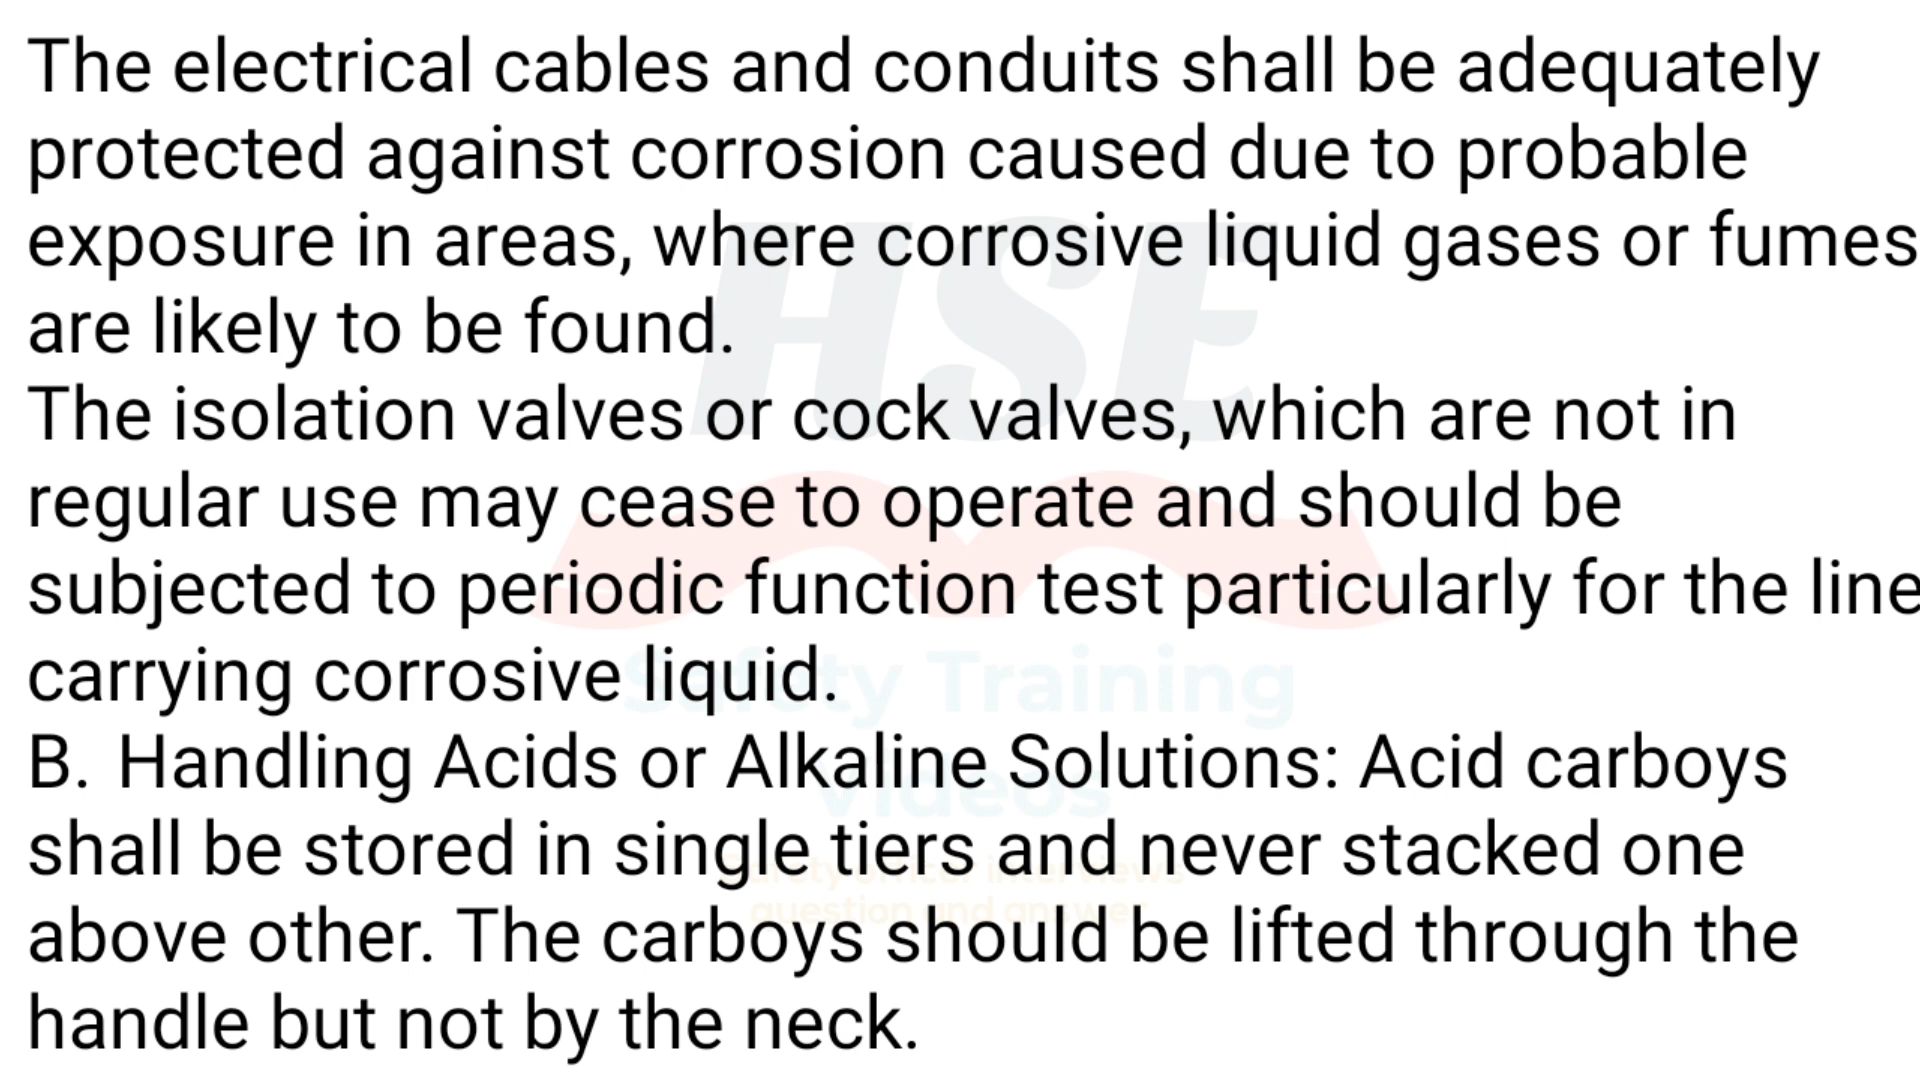 The electrical cables and conduits shall be adequately
protected against corrosion caused due to probable
exposure in areas, where corrosive liquid gases or fumes
are likely to be found.
The isolation valves or cock valves, which are not in
regular use may cease to operate and should be
subjected to periodic function test particularly for the line
carrying corrosive liquid.
B. Handling Acids or Alkaline Solutions: Acid carboys
shall be stored in single tiers and never stacked one
above other. The carboys should be lifted through the
handle but not by the neck.
HSE
Safety Training
Videos
question and answer